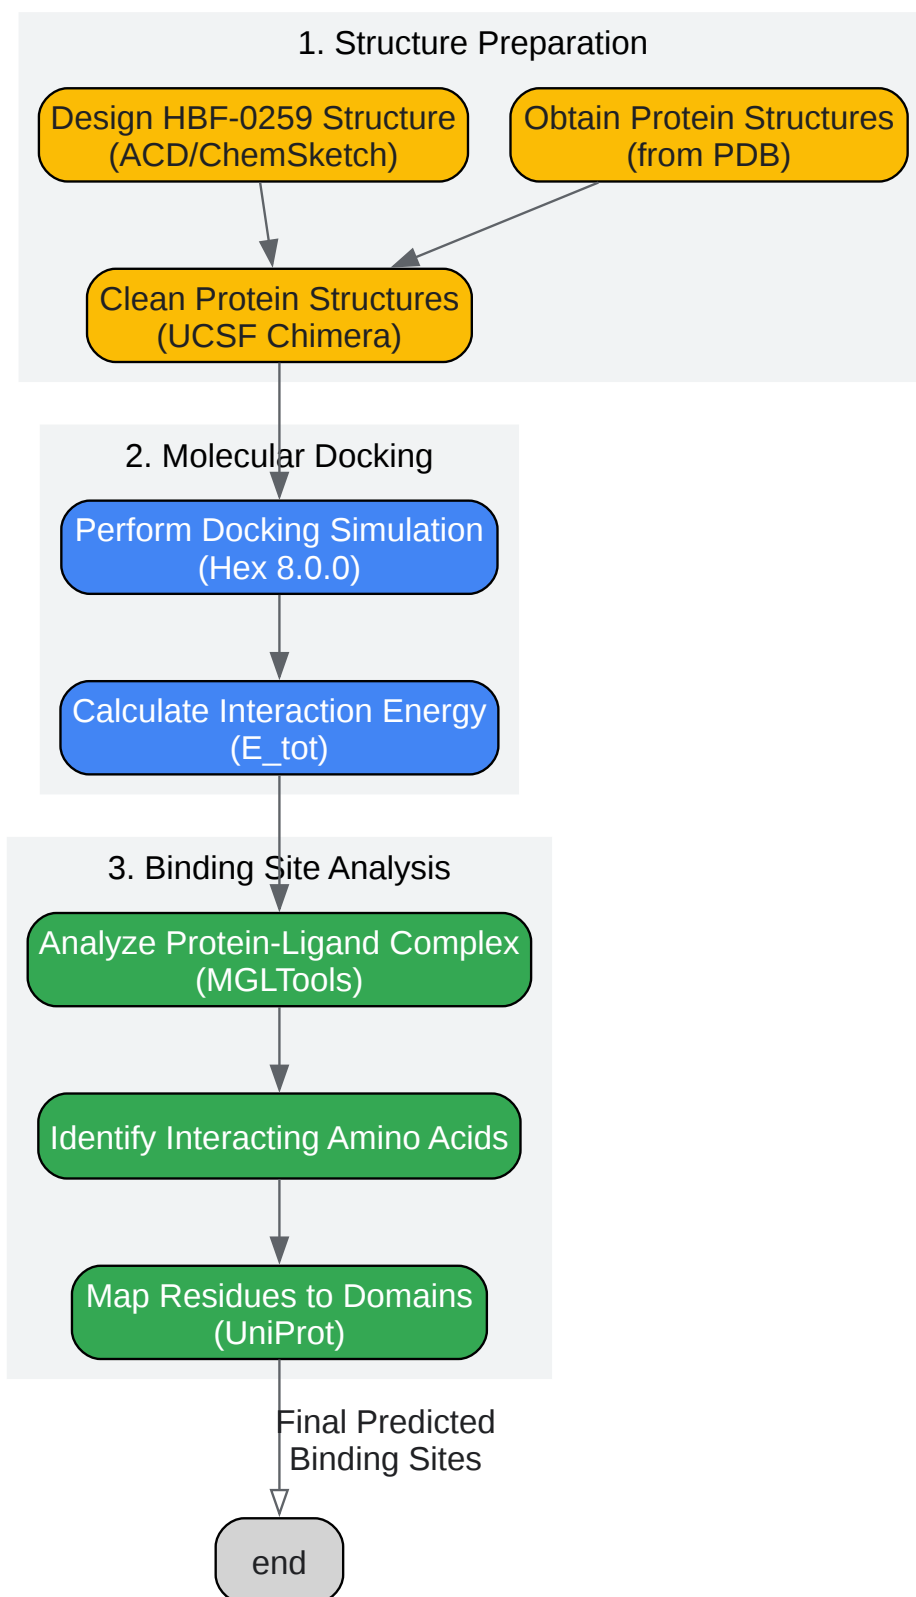 1. Structure Preparation
Design HBF-0259 Structure
(ACD/ChemSketch)
Obtain Protein Structures
(from PDB)
Clean Protein Structures
(UCSF Chimera)
2. Molecular Docking
Perform Docking Simulation
(Hex 8.0.0)
Calculate Interaction Energy
(E_tot)
3. Binding Site Analysis
Analyze Protein-Ligand Complex
(MGLTools)
Identify Interacting Amino Acids
Map Residues to Domains
(UniProt)
Final Predicted
Binding Sites
end